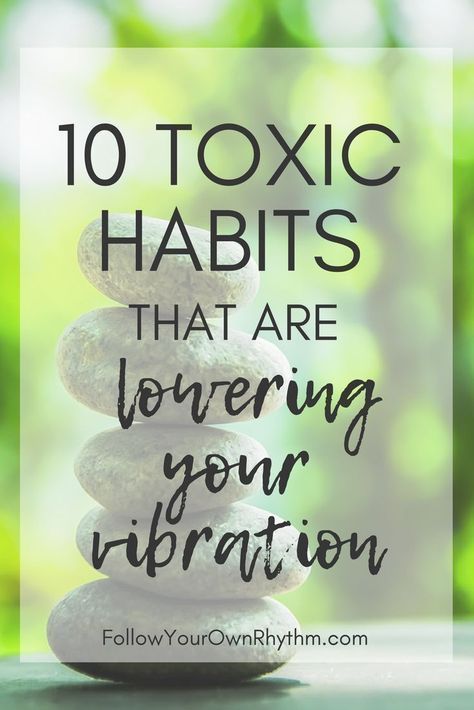 10 TOXIC
HABITS
THAT ARE
lowering
your
vibration
FollowYourOwnRhythm.com